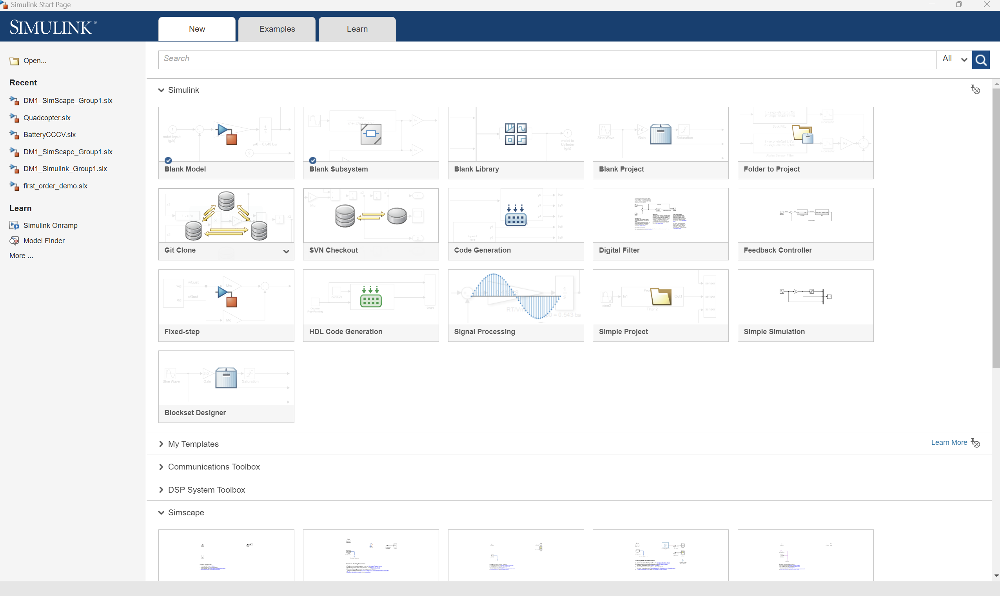 Simulink Start Page
SIMULINK®
New
Examples
Learn
Open...
Recent
DM1_SimScape_Group1.slx
Quadcopter.slx
BatteryCCCV.slx
DM1_SimScape_Group1.slx
DM1_Simulink_Group1.slx
first_order_demo.slx
Learn
Simulink Onramp
Model Finder
More ...
Search
All
Simulink
Blank Model
Blank Subsystem
Blank Library
Blank Project
Folder to Project
Git Clone
SVN Checkout
Code Generation
Digital Filter
Feedback Controller
Fixed-step
HDL Code Generation
Signal Processing
Simple Project
Simple Simulation
Blockset Designer
My Templates
Learn More
Communications Toolbox
DSP System Toolbox
Simscape